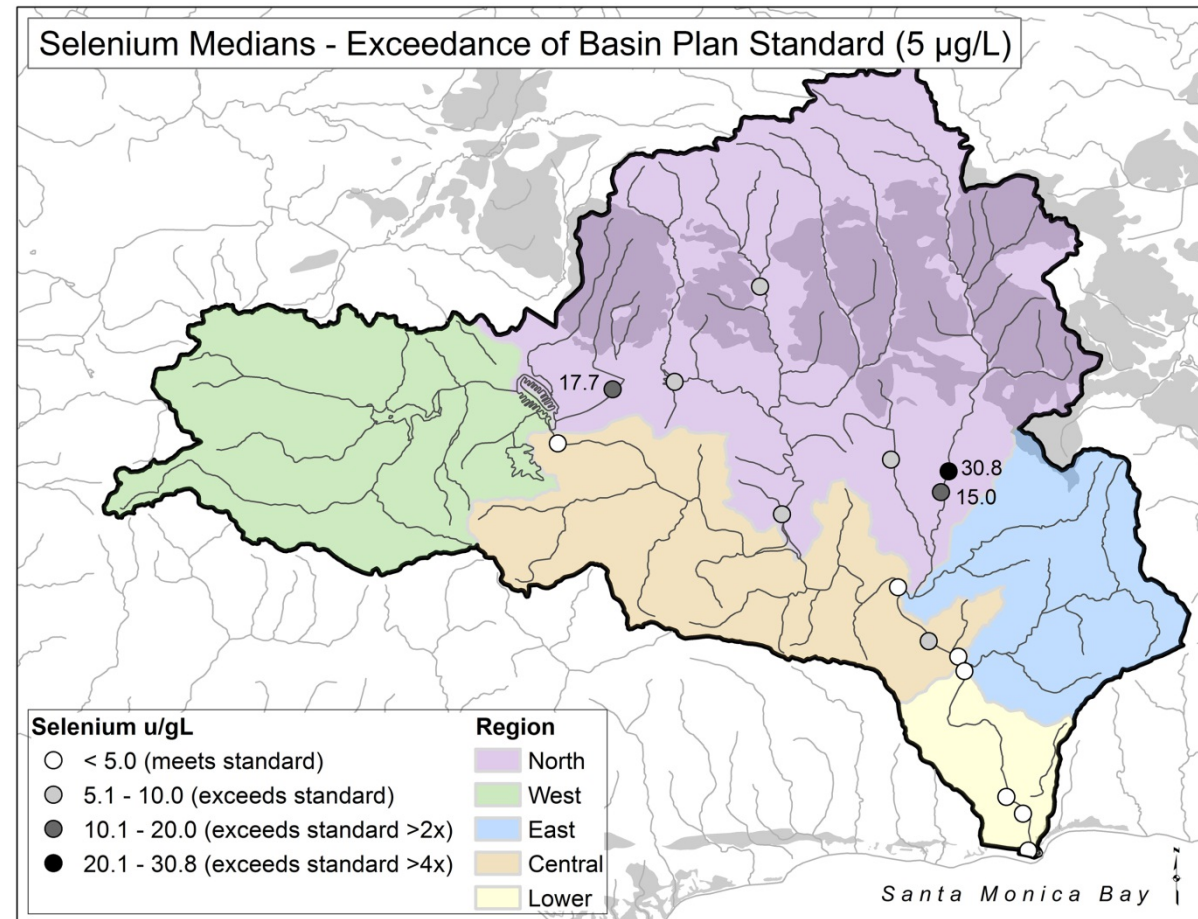 Selenium Medians - Exceedance of Basin Plan Standard (5 µg/L)
17.7
30.8
15.0
Selenium u/gL
< 5.0 (meets standard)
5.1 - 10.0 (exceeds standard)
10.1 - 20.0 (exceeds standard >2x)
20.1 - 30.8 (exceeds standard >4x)
Region
North
West
East
Central
Lower
Santa Monica Bay
N